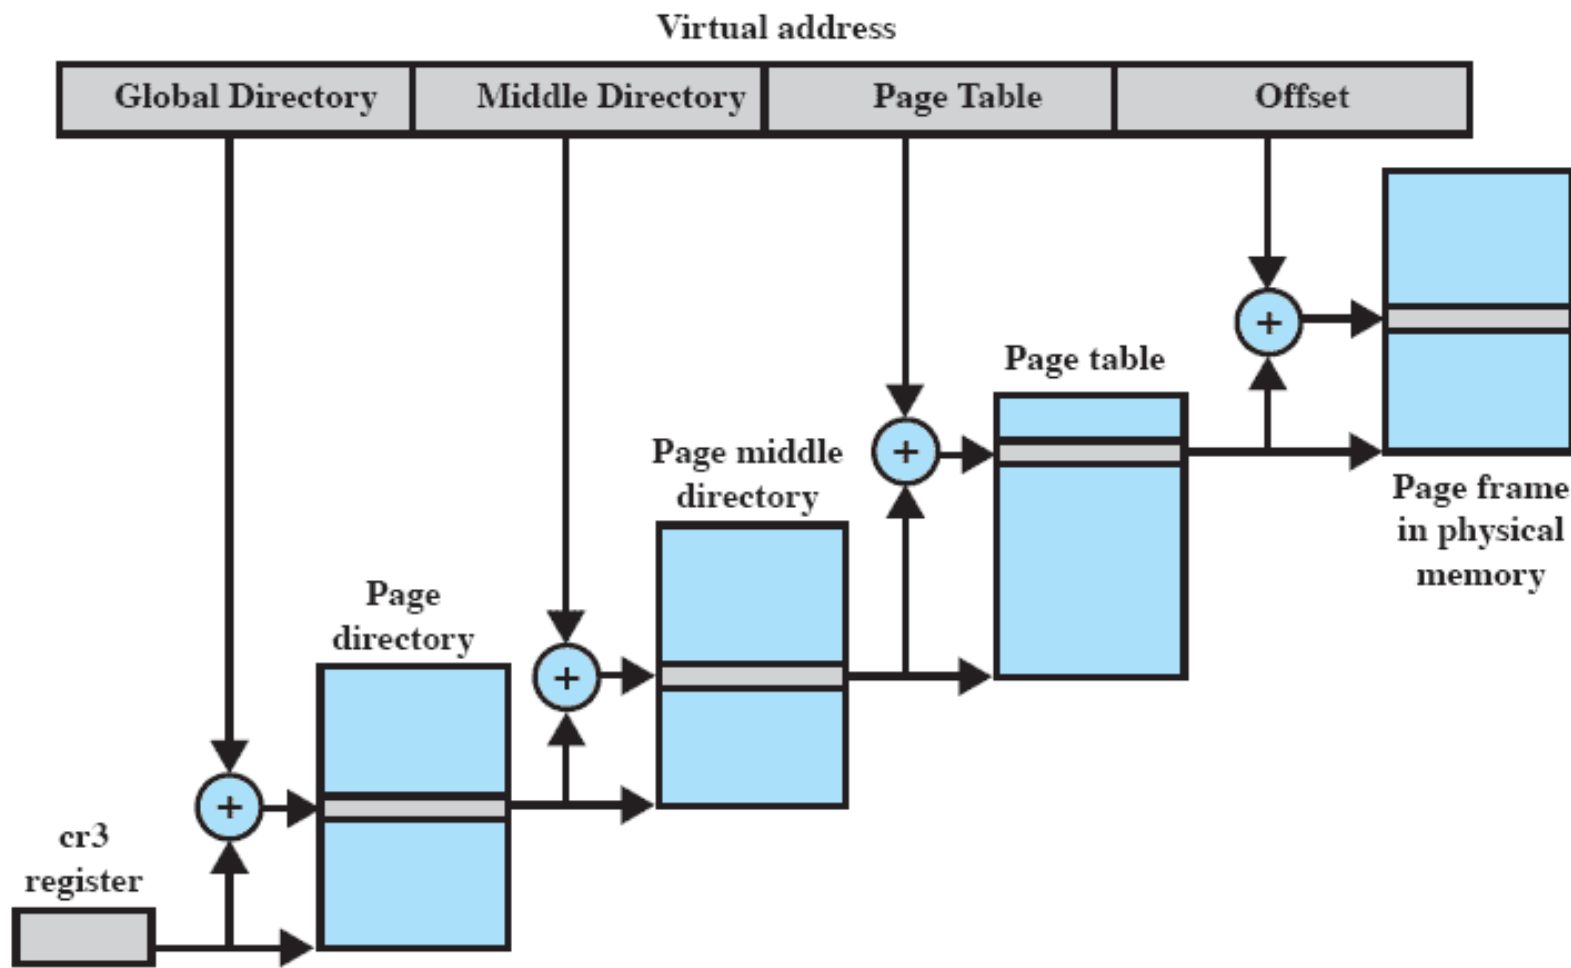 Virtual address
Global Directory
Middle Directory
Page Table
Offset
+
Page table
+
Page middle
directory
+
Page frame
in physical
memory
Page
directory
+
+
cr3
register